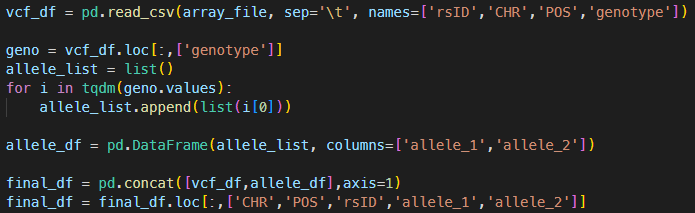 vcf_df = pd.read_csv(array_file, sep='\t', names=['rsID','CHR','POS','genotype'])
geno = vcf_df.loc[:,['genotype']]
allele_list = list()
for i in tqdm(geno.values):
    allele_list.append(list(i[0]))
allele_df = pd.DataFrame(allele_list, columns=['allele_1','allele_2'])
final_df = pd.concat([vcf_df,allele_df],axis=1)
final_df = final_df.loc[:,['CHR','POS','rsID','allele_1','allele_2']]